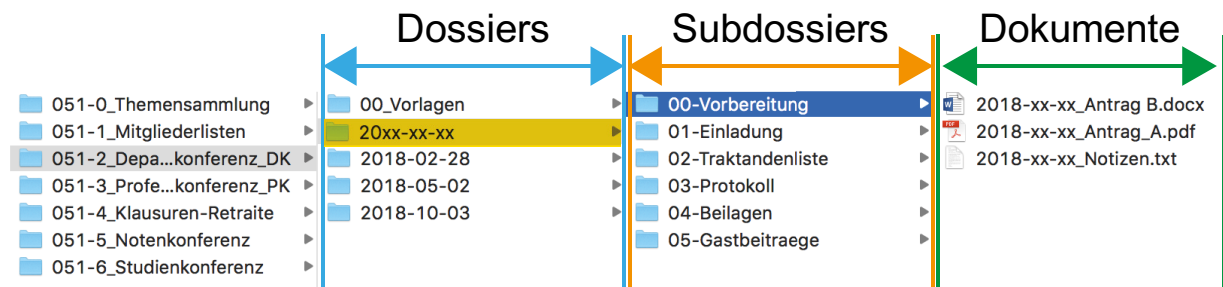 Dossiers
Subdossiers
Dokumente
051-0_Themensammlung
051-1_Mitgliederlisten
051-2_Depa...konferenz_DK
051-3_Profe...konferenz_PK
051-4_Klausuren-Retraite
051-5_Notenkonferenz
051-6_Studienkonferenz
00_Vorlagen
20xx-xx-xx
2018-02-28
2018-05-02
2018-10-03
00-Vorbereitung
01-Einladung
02-Traktandenliste
03-Protokoll
04-Beilagen
05-Gastbeitraege
2018-xx-xx_Antrag B.docx
2018-xx-xx_Antrag_A.pdf
2018-xx-xx_Notizen.txt